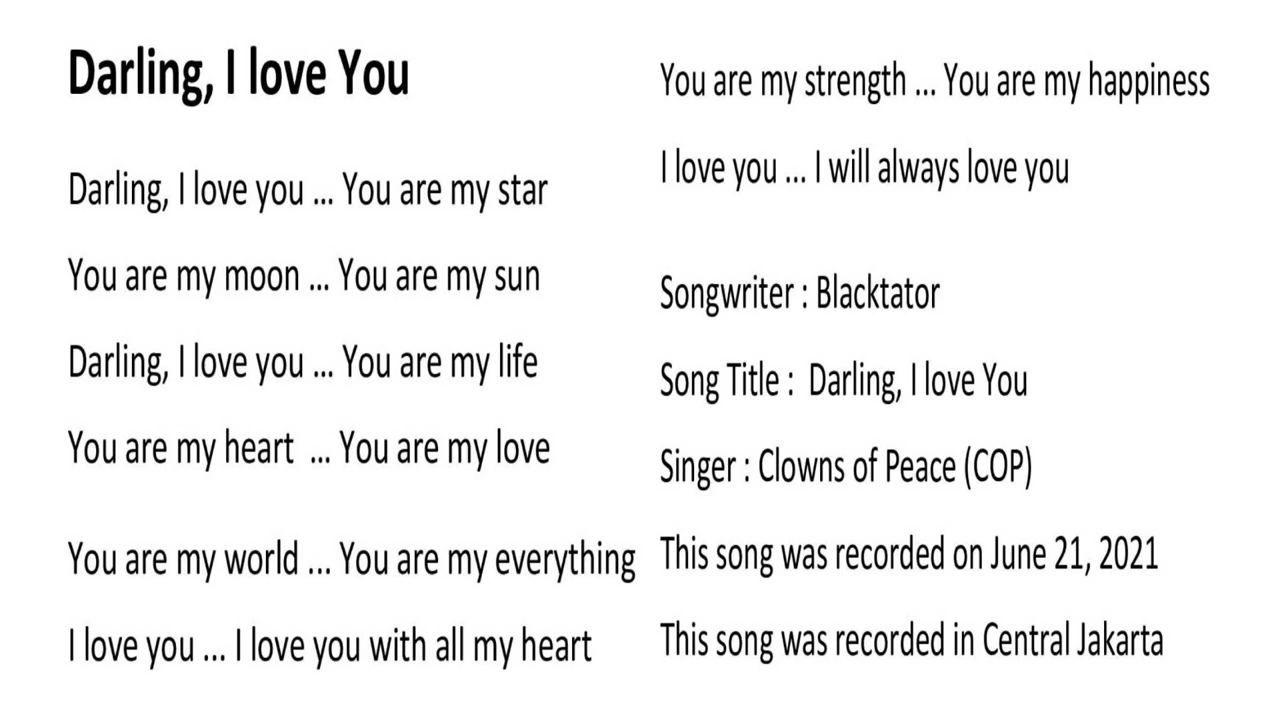 Darling, I love You
Darling, I love you ... You are my star
You are my moon ... You are my sun
Darling, I love you ... You are my life
You are my heart  ... You are my love
You are my world ... You are my everything
I love you ... I love you with all my heart
You are my strength ... You are my happiness
I love you ... I will always love you
Songwriter : Blacktator
Song Title :  Darling, I love You
Singer : Clowns of Peace (COP)
This song was recorded on June 21, 2021
This song was recorded in Central Jakarta